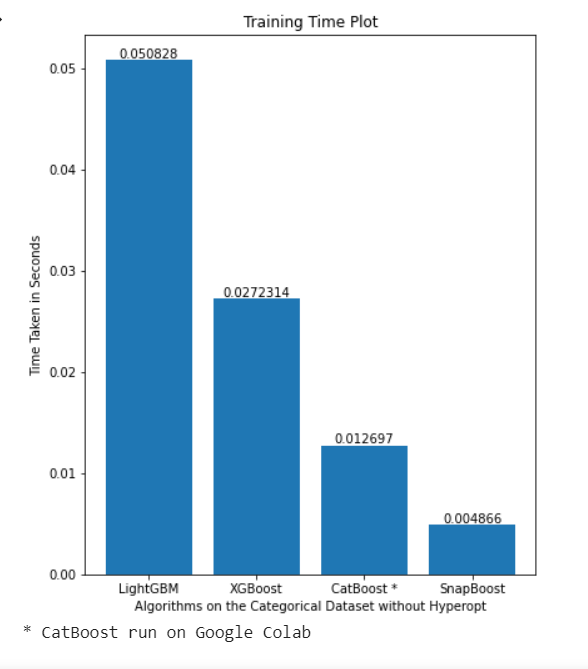 Training Time Plot
0.050828
0.0272314
0.012697
0.004866
0.05
0.04
0.03
0.02
0.01
0.00
Time Taken in Seconds
LightGBM XGBoost CatBoost * SnapBoost
Algorithms on the Categorical Dataset without Hyperopt
* CatBoost run on Google Colab